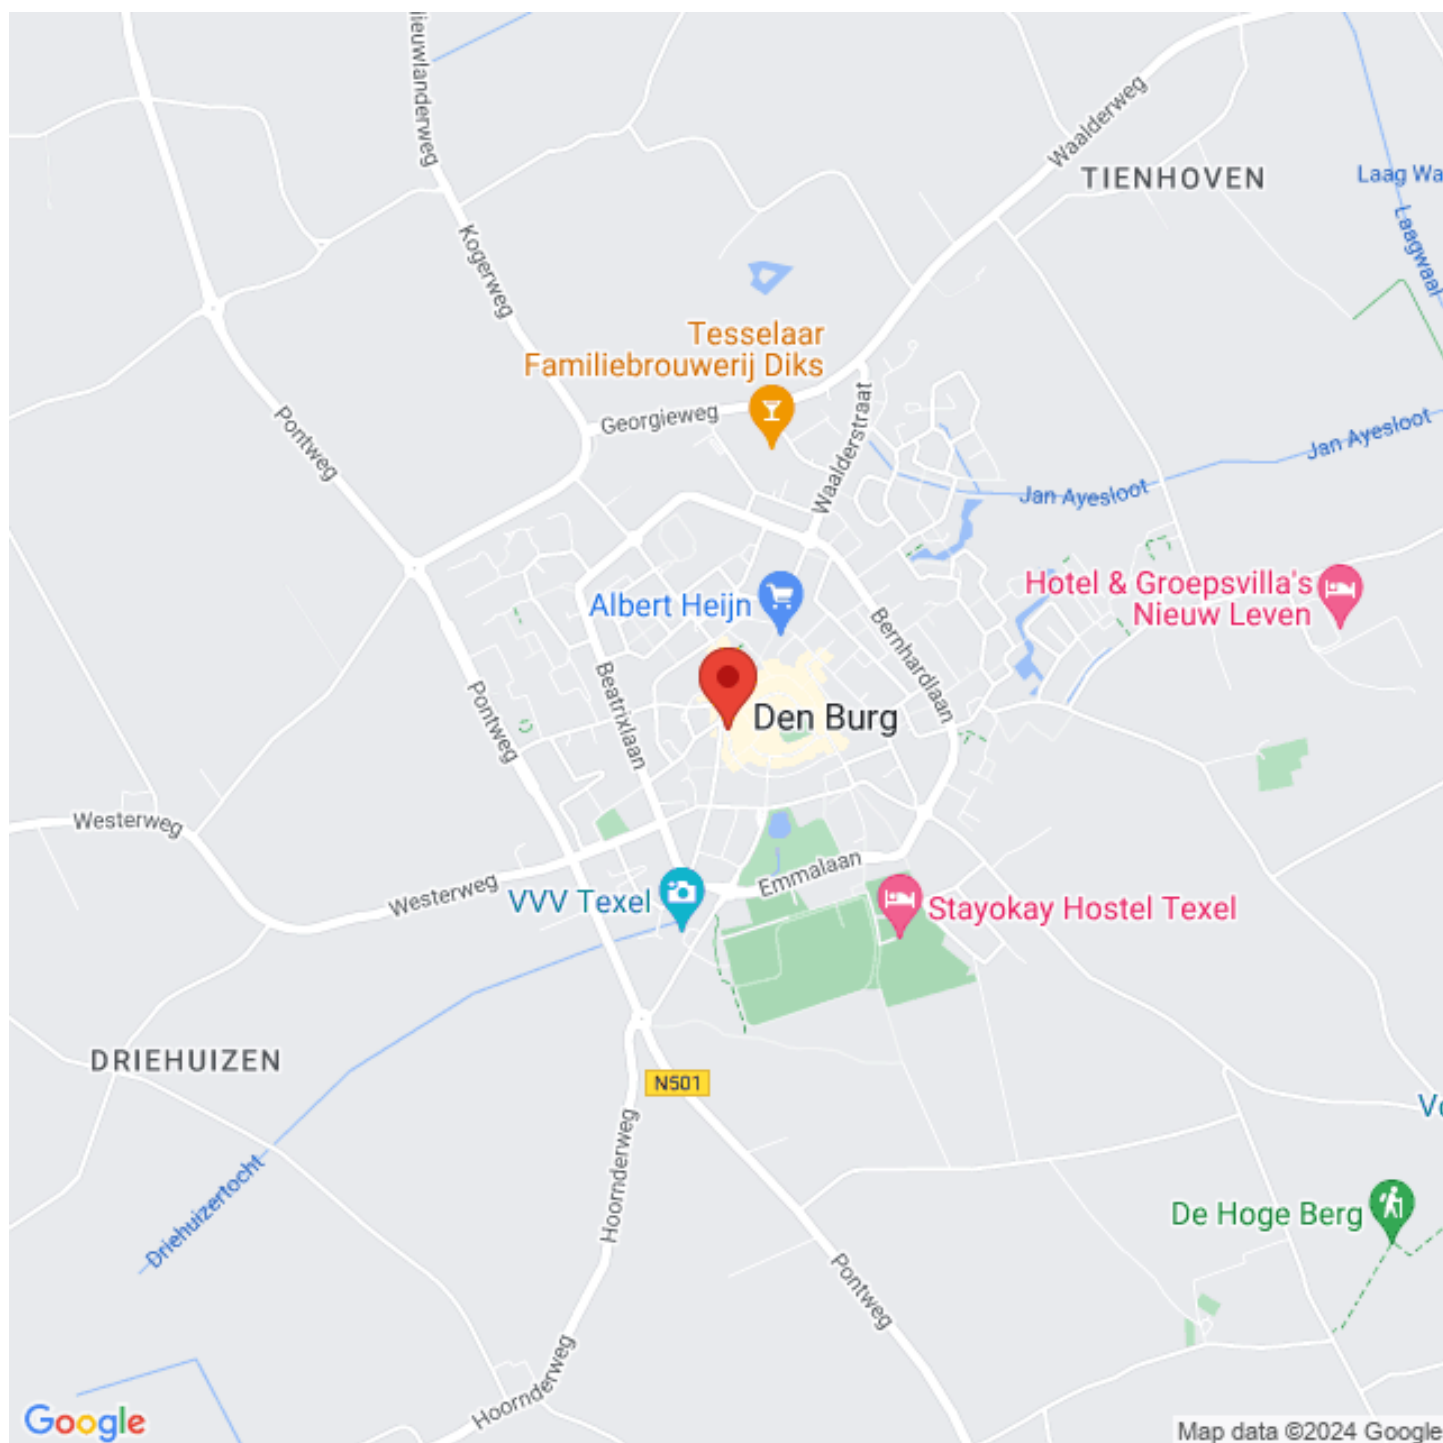 Nieuwlanderweg
Waalderweg
TIENHOVEN
Laag Wa
Laagwaal
Kogerweg
Tesselaar
Familiebrouwerij Diks
Georgieweg
Waalderstraat
Pontweg
Jan Ayesloot
Jan Ayesloot
Hotel & Groepsvilla's
Nieuw Leven
Albert Heijn
Bernhardlaan
Beatrixlaan
Pontweg
Den Burg
Westerweg
Westerweg
Emmalaan
VVV Texel
Stayokay Hostel Texel
DRIEHUIZEN
N501
Hoornderweg
Driehuizertocht
De Hoge Berg
Pontweg
Hoornderweg
Google
Map data ©2024 Google